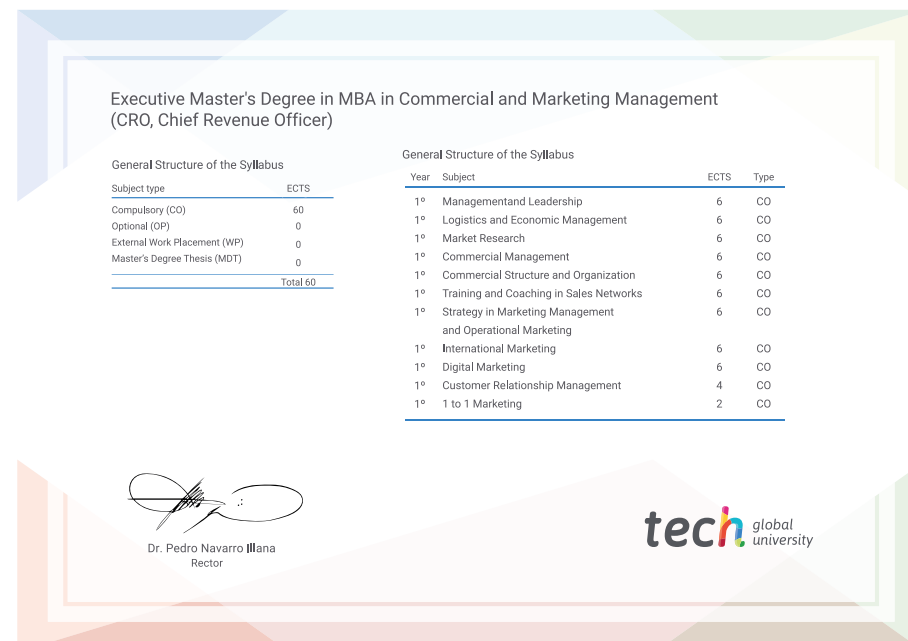 Executive Master's Degree in MBA in Commercial and Marketing Management
(CRO, Chief Revenue Officer)
General Structure of the Syllabus
Subject type ECTS
Compulsory (CO) 60
Optional (OP) 0
External Work Placement (WP) 0
Master's Degree Thesis (MDT) 0
Total 60
General Structure of the Syllabus
Year Subject ECTS Type
1º Managementand Leadership 6 CO
1º Logistics and Economic Management 6 CO
1º Market Research 6 CO
1º Commercial Management 6 CO
1º Commercial Structure and Organization 6 CO
1º Training and Coaching in Sales Networks 6 CO
1º Strategy in Marketing Management 6 CO
and Operational Marketing
1º International Marketing 6 CO
1º Digital Marketing 6 CO
1º Customer Relationship Management 4 CO
1º 1 to 1 Marketing 2 CO
Dr. Pedro Navarro Illana
Rector
tech global
university